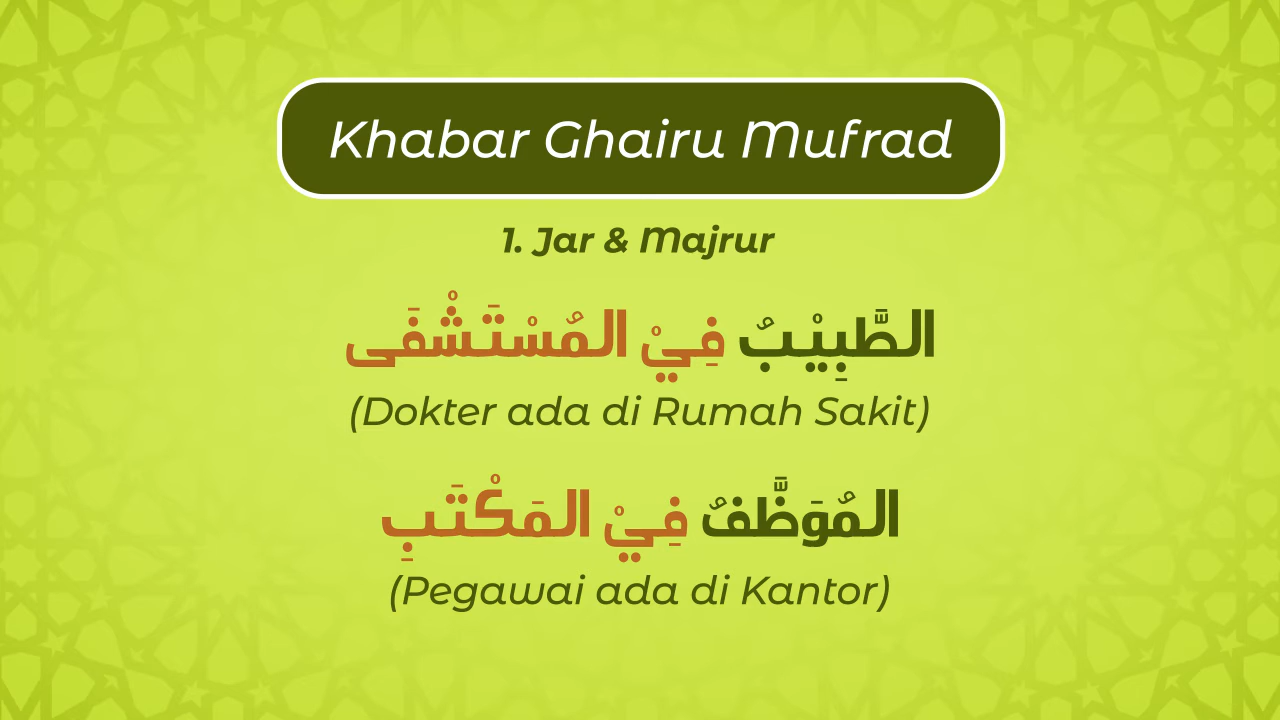 Khabar Ghairu Mufrad
1. Jar & Majrur
الطَّبِيْبُ فِيْ المُسْتَشْفَى
(Dokter ada di Rumah Sakit)
المُوَظَّفُ فِيْ المَكْتَبِ
(Pegawai ada di Kantor)